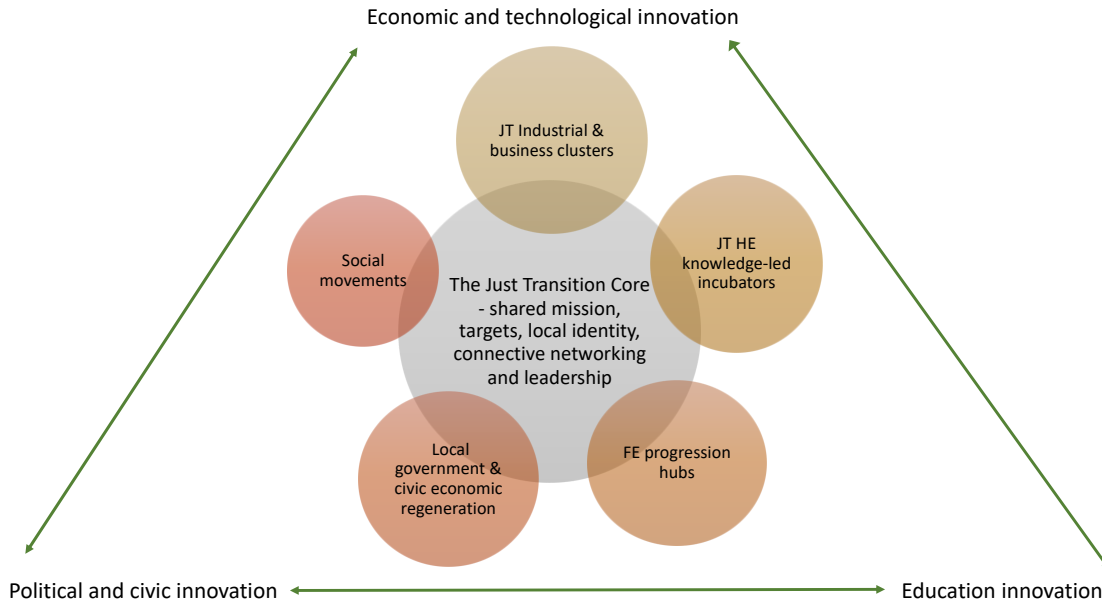 Economic and technological innovation
JT Industrial &
business clusters
JT HE
knowledge-led
incubators
Social
movements
The Just Transition Core
- shared mission,
targets, local identity,
connective networking
and leadership
Local
government &
civic economic
regeneration
FE progression
hubs
Political and civic innovation
Education innovation